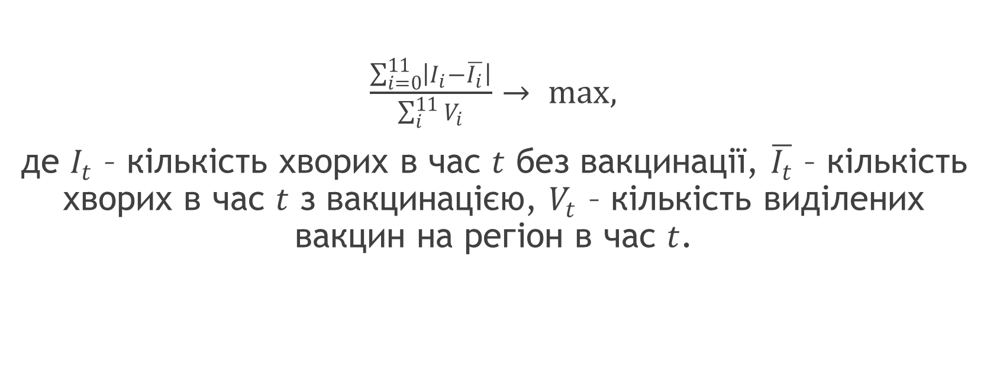 $\frac{\sum_{i=0}^{11}|I_i-\overline{I_i}|}{\sum_{i}^{11} V_i} \to$ max,
де $I_t$ - кількість хворих в час $t$ без вакцинації, $\overline{I_t}$ - кількість
хворих в час $t$ з вакцинацією, $V_t$ - кількість виділених
вакцин на регіон в час $t$.